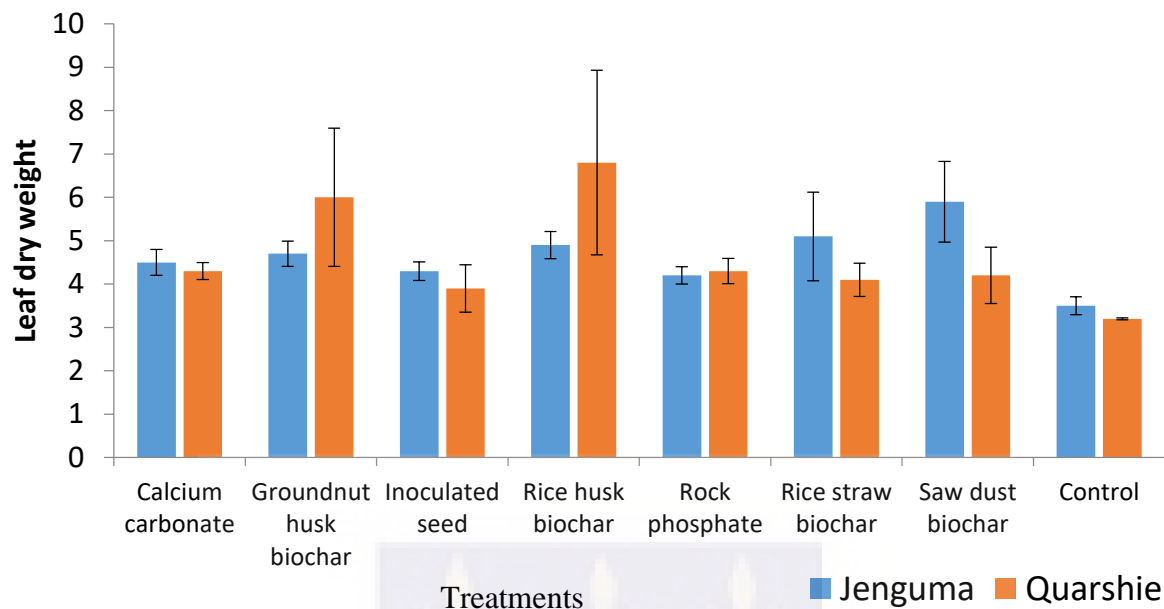 Leaf dry weight
10
9
8
7
6
5
4
3
2
1
0
Calcium
carbonate
Groundnut
husk
biochar
Inoculated
seed
Rice husk
biochar
Rock
phosphate
Rice straw
biochar
Saw dust
biochar
Control
Treatments
Jenguma
Quarshie